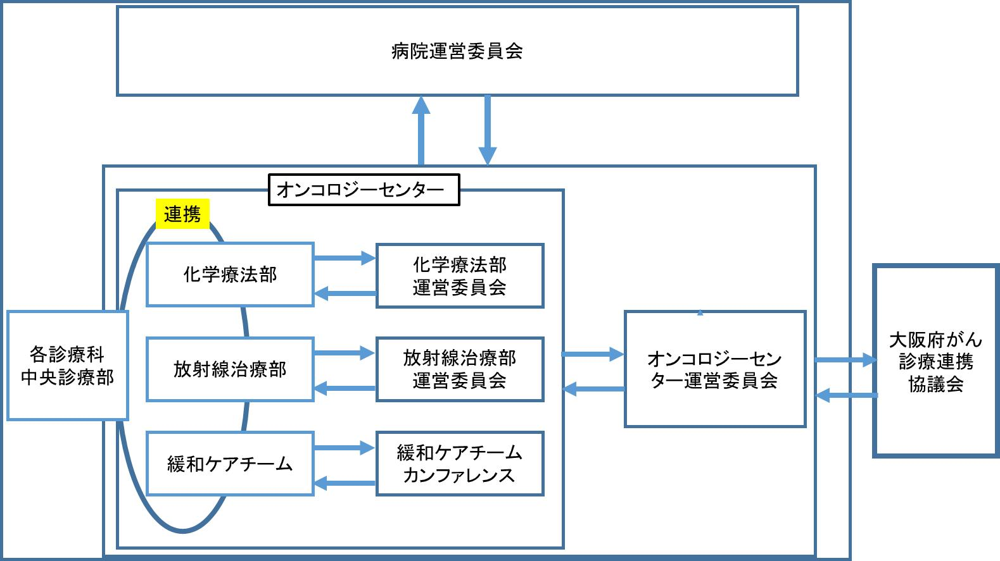 病院運営委員会
オンコロジーセンター
連携
化学療法部
化学療法部
運営委員会
各診療科
中央診療部
放射線治療部
放射線治療部
運営委員会
緩和ケアチーム
緩和ケアチーム
カンファレンス
オンコロジーセン
ター運営委員会
大阪府がん
診療連携
協議会